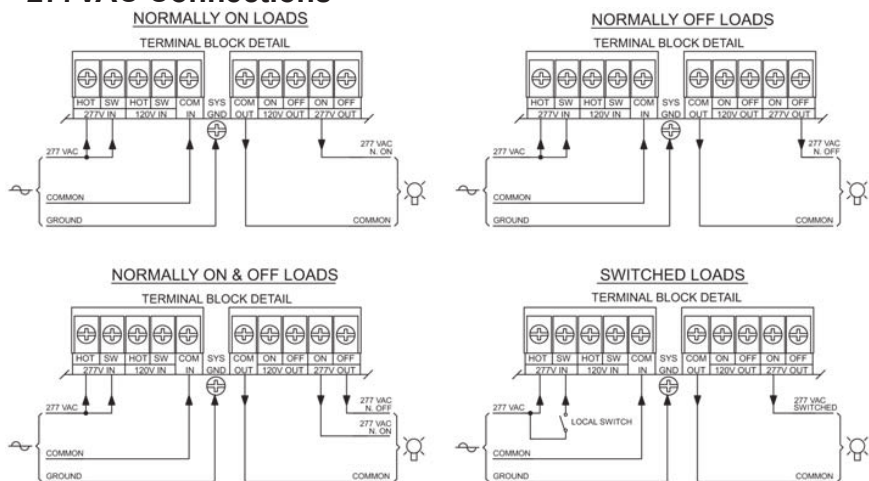 277VAC Connections
NORMALLY ON LOADS
TERMINAL BLOCK DETAIL
HOT SW HOT SW COM SYS COM ON OFF ON OFF
277V IN 120V IN IN GND OUT 120V OUT 277V OUT
277 VAC
277 VAC
N. ON
COMMON
GROUND
COMMON
NORMALLY OFF LOADS
TERMINAL BLOCK DETAIL
HOT SW HOT SW COM SYS COM ON OFF ON OFF
277V IN 120V IN IN GND OUT 120V OUT 277V OUT
277 VAC
277 VAC
N. OFF
COMMON
GROUND
COMMON
NORMALLY ON & OFF LOADS
TERMINAL BLOCK DETAIL
HOT SW HOT SW COM SYS COM ON OFF ON OFF
277V IN 120V IN IN GND OUT 120V OUT 277V OUT
277 VAC
277 VAC
N. OFF
277 VAC
N. ON
COMMON
GROUND
COMMON
SWITCHED LOADS
TERMINAL BLOCK DETAIL
HOT SW HOT SW COM SYS COM ON OFF ON OFF
277V IN 120V IN IN GND OUT 120V OUT 277V OUT
277 VAC
277 VAC
SWITCHED
LOCAL SWITCH
COMMON
GROUND
COMMON